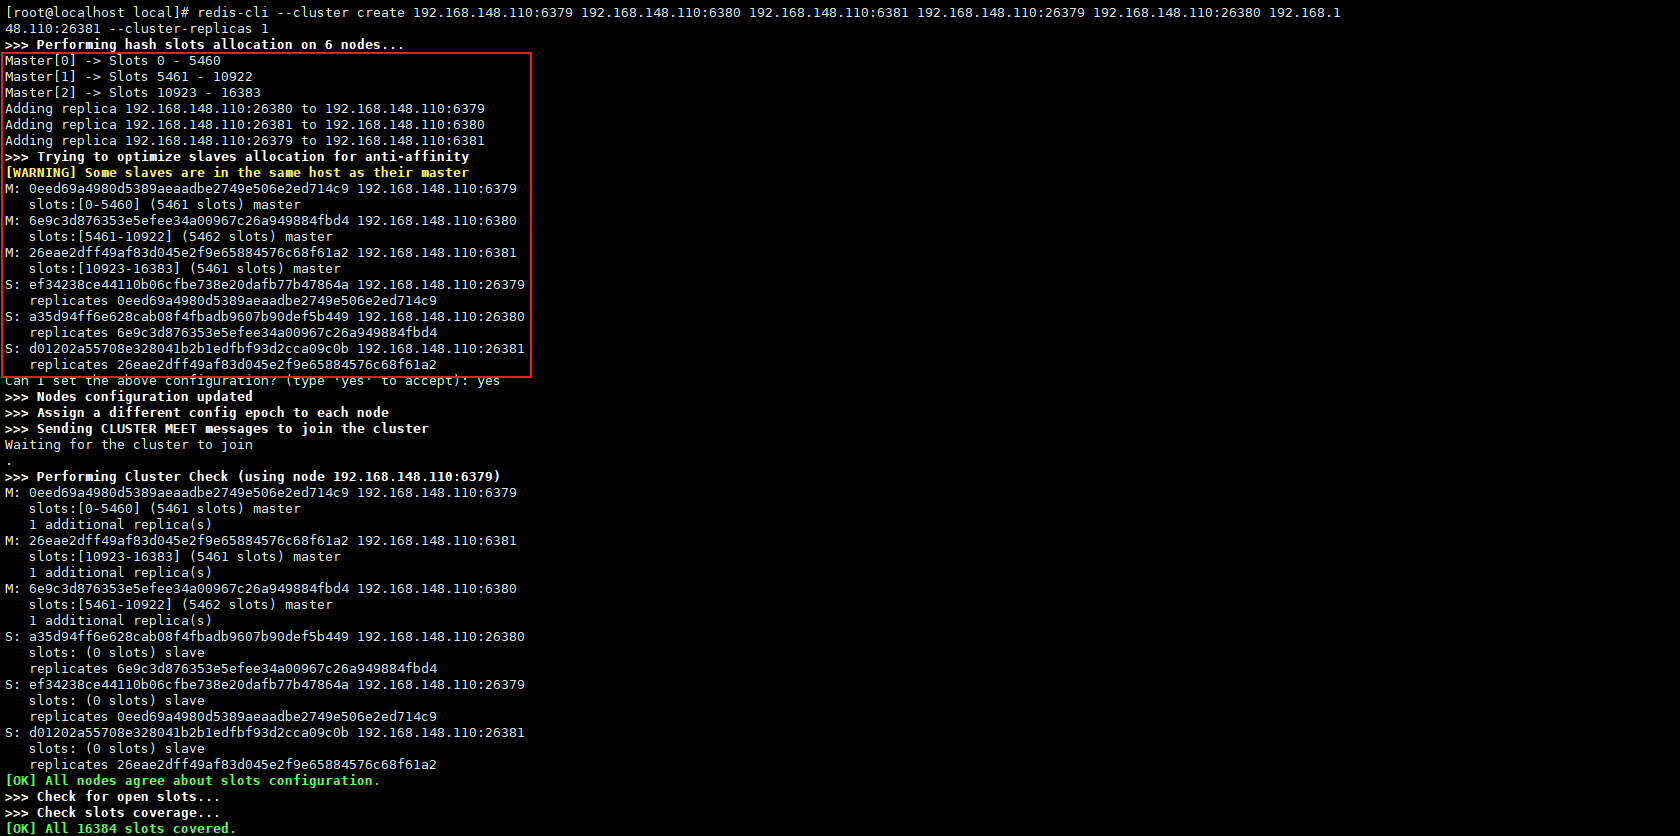 [root@localhost local]# redis-cli --cluster create 192.168.148.110:6379 192.168.148.110:6380 192.168.148.110:6381 192.168.148.110:26379 192.168.148.110:26380 192.168.1
48.110:26381 --cluster-replicas 1
>>> Performing hash slots allocation on 6 nodes...
Master[0] -> Slots 0 - 5460
Master[1] -> Slots 5461 - 10922
Master[2] -> Slots 10923 - 16383
Adding replica 192.168.148.110:26380 to 192.168.148.110:6379
Adding replica 192.168.148.110:26381 to 192.168.148.110:6380
Adding replica 192.168.148.110:26379 to 192.168.148.110:6381
>>> Trying to optimize slaves allocation for anti-affinity
[WARNING] Some slaves are in the same host as their master
M: 0eed69a4980d5389aeaadbe2749e506e2ed714c9 192.168.148.110:6379
   slots:[0-5460] (5461 slots) master
M: 6e9c3d876353e5efee34a00967c26a949884fbd4 192.168.148.110:6380
   slots:[5461-10922] (5462 slots) master
M: 26eae2dff49af83d045e2f9e65884576c68f61a2 192.168.148.110:6381
   slots:[10923-16383] (5461 slots) master
S: ef34238ce44110b06cfbe738e20dafb77b47864a 192.168.148.110:26379
   replicates 0eed69a4980d5389aeaadbe2749e506e2ed714c9
S: a35d94ff6e628cab08f4fbadb9607b90def5b449 192.168.148.110:26380
   replicates 6e9c3d876353e5efee34a00967c26a949884fbd4
S: d01202a55708e328041b2b1edfbf93d2cca09c0b 192.168.148.110:26381
   replicates 26eae2dff49af83d045e2f9e65884576c68f61a2
Can I set the above configuration? (type 'yes' to accept): yes
>>> Nodes configuration updated
>>> Assign a different config epoch to each node
>>> Sending CLUSTER MEET messages to join the cluster
Waiting for the cluster to join
.
>>> Performing Cluster Check (using node 192.168.148.110:6379)
M: 0eed69a4980d5389aeaadbe2749e506e2ed714c9 192.168.148.110:6379
   slots:[0-5460] (5461 slots) master
   1 additional replica(s)
M: 26eae2dff49af83d045e2f9e65884576c68f61a2 192.168.148.110:6381
   slots:[10923-16383] (5461 slots) master
   1 additional replica(s)
M: 6e9c3d876353e5efee34a00967c26a949884fbd4 192.168.148.110:6380
   slots:[5461-10922] (5462 slots) master
   1 additional replica(s)
S: a35d94ff6e628cab08f4fbadb9607b90def5b449 192.168.148.110:26380
   slots: (0 slots) slave
   replicates 6e9c3d876353e5efee34a00967c26a949884fbd4
S: ef34238ce44110b06cfbe738e20dafb77b47864a 192.168.148.110:26379
   slots: (0 slots) slave
   replicates 0eed69a4980d5389aeaadbe2749e506e2ed714c9
S: d01202a55708e328041b2b1edfbf93d2cca09c0b 192.168.148.110:26381
   slots: (0 slots) slave
   replicates 26eae2dff49af83d045e2f9e65884576c68f61a2
[OK] All nodes agree about slots configuration.
>>> Check for open slots...
>>> Check slots coverage...
[OK] All 16384 slots covered.